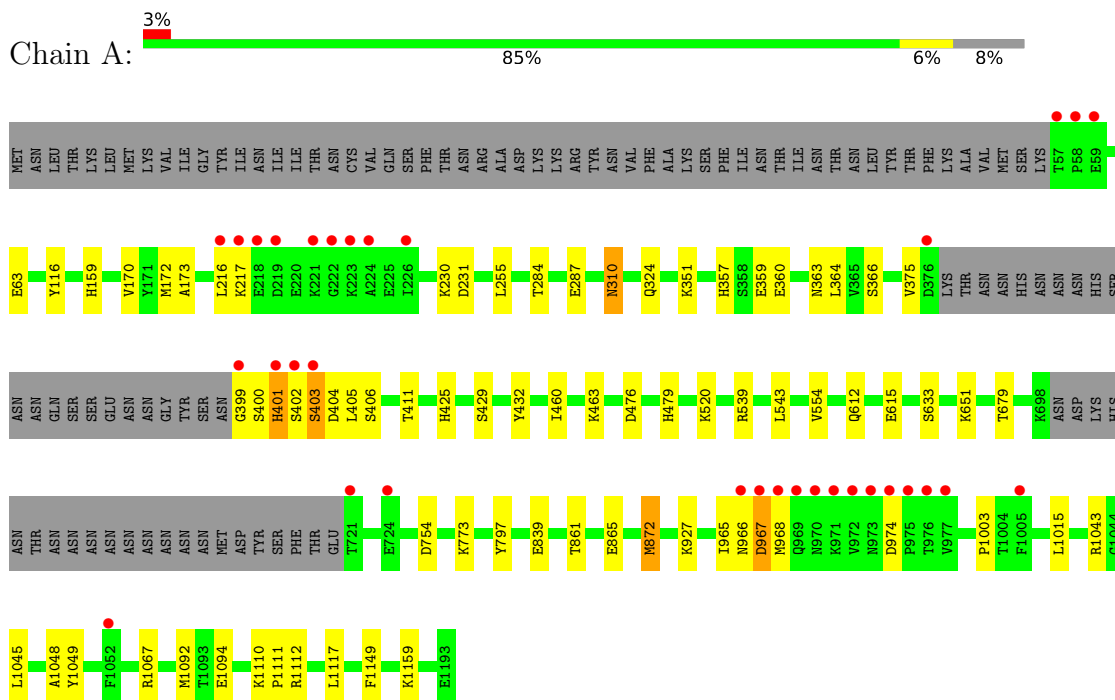 3%
Chain A:
85% 6% 8%
MET ASN LEU THR LYS LEU MET LYS VAL ILE GLY TYR ILE ASN ILE ILE THR ASN CYS VAL GLN SER PHE THR ASN ARG ALA ASP LYS LYS ARG TYR ASN VAL PHE ALA LYS SER PHE ILE ASN THR ILE ASN THR ASN LEU TYR THR PHE LYS ALA VAL MET SER LYS T57 P58 E59
E63 Y116 H159 V170 Y171 M172 A173 L216 K217 E218 D219 E220 K221 G222 K223 A224 E225 I226 K230 D231 L255 T284 E287 N310 Q324 K351 H357 S358 E359 E360 N363 L364 V365 S366 V375 D376 LYS THR ASN ASN HIS ASN ASN ASN HIS SER
ASN ASN GLN SER SER GLU ASN ASN GLY TYR SER ASN G399 S400 H401 S402 S403 D404 L405 S406 T411 H425 S429 Y432 I460 K463 D476 H479 K520 R539 L543 V554 Q612 E615 S633 K651 T679 K698 ASN ASP LYS HIS
ASN THR ASN ASN ASN ASN ASN ASN ASN ASN MET ASP TYR SER PHE THR GLU T721 E724 D754 K773 Y797 E839 T861 E865 M872 K927 I965 N966 D967 M968 Q969 N970 K971 V972 N973 D974 P975 T976 V977 P1003 T1004 F1005 L1015 R1043 G1044
L1045 A1048 Y1049 F1052 R1067 M1092 T1093 E1094 K1110 P1111 R1112 L1117 F1149 K1159 E1193